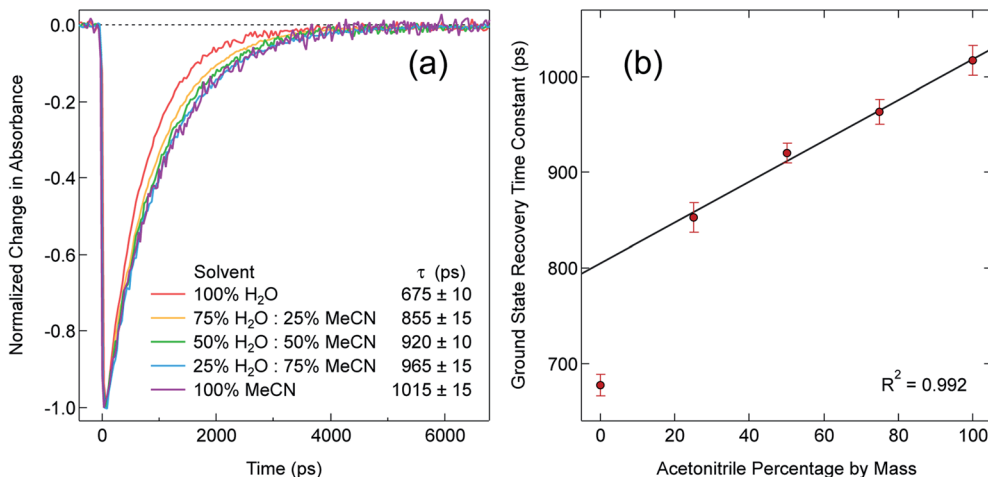 (a)
Normalized Change in Absorbance
0.0
-0.2
-0.4
-0.6
-0.8
-1.0
Solvent τ (ps)
100% H₂O 675 ± 10
75% H₂O : 25% MeCN 855 ± 15
50% H₂O : 50% MeCN 920 ± 10
25% H₂O : 75% MeCN 965 ± 15
100% MeCN 1015 ± 15
0 2000 4000 6000
Time (ps)
(b)
Ground State Recovery Time Constant (ps)
1000
900
800
700
R² = 0.992
0 20 40 60 80 100
Acetonitrile Percentage by Mass